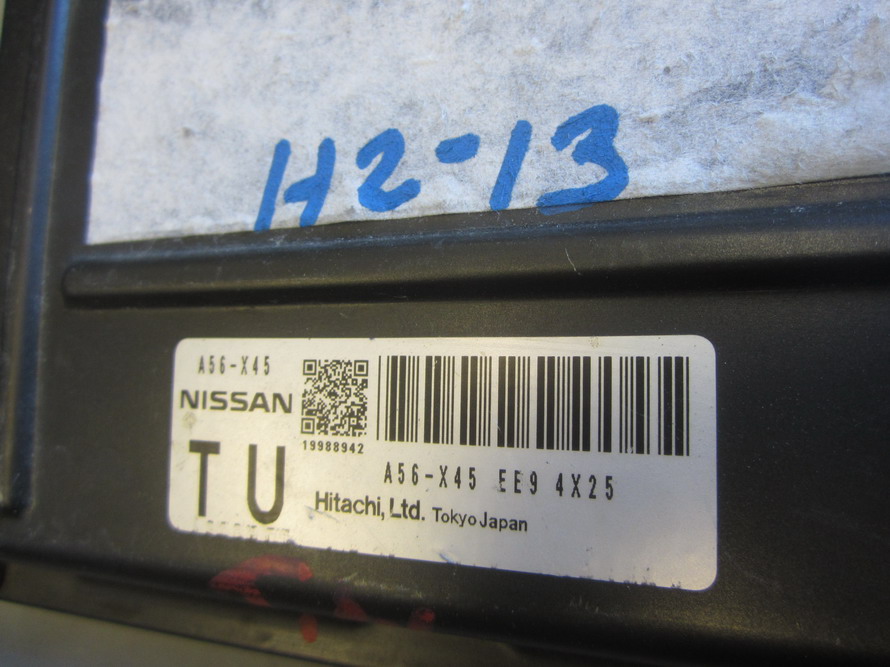 H2-13
A56-X45
NISSAN
19988942
TU
A56-X45 EE9 4X25
Hitachi, Ltd. Tokyo Japan